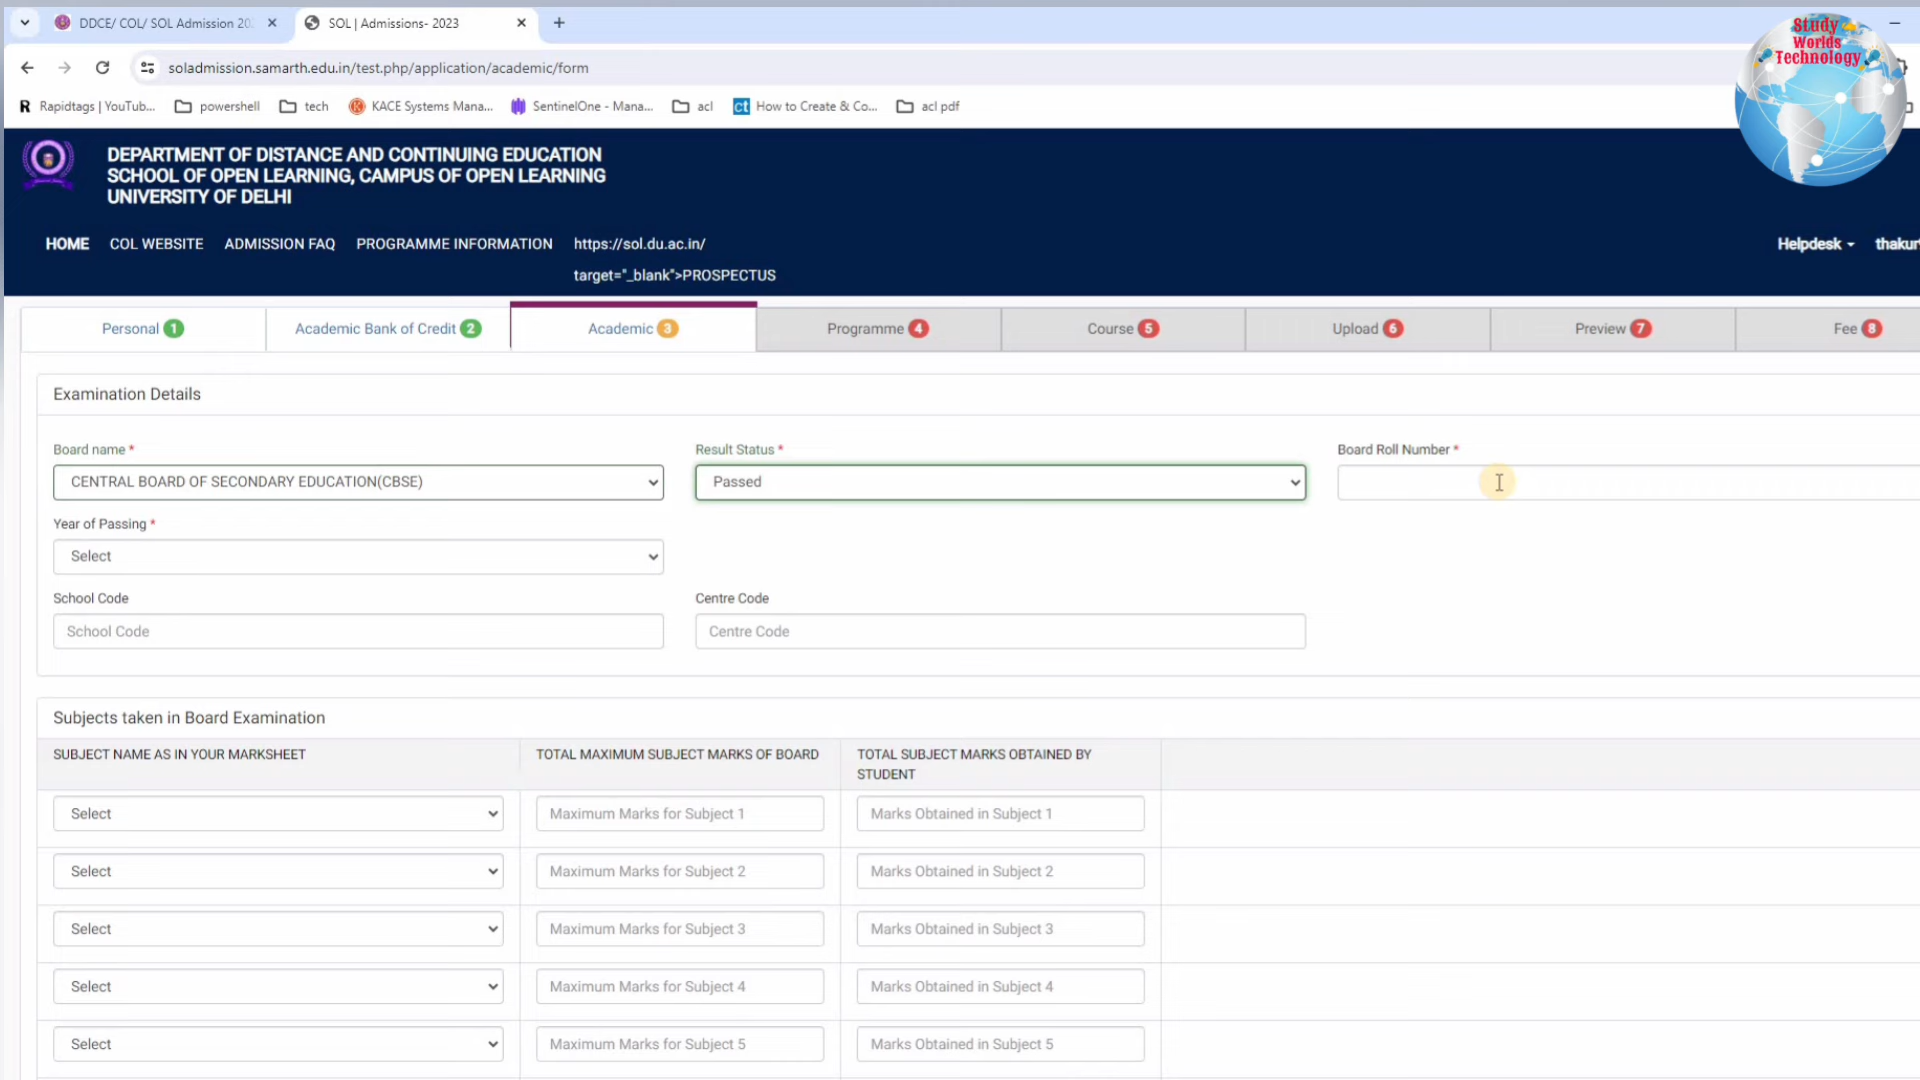 DDCE/ COL/ SOL Admission 20
SOL | Admissions- 2023
soladmission.samarth.edu.in/test.php/application/academic/form
Rapidtags | YouTub...
powershell
tech
KACE Systems Mana...
SentinelOne - Mana...
acl
ct
How to Create & Co...
acl pdf
Study
Worlds
Technology
DEPARTMENT OF DISTANCE AND CONTINUING EDUCATION
SCHOOL OF OPEN LEARNING, CAMPUS OF OPEN LEARNING
UNIVERSITY OF DELHI
HOME
COL WEBSITE
ADMISSION FAQ
PROGRAMME INFORMATION
https://sol.du.ac.in/
target="_blank">PROSPECTUS
Helpdesk
thakur
Personal 1
Academic Bank of Credit 2
Academic 3
Programme 4
Course 5
Upload 6
Preview 7
Fee 8
Examination Details
Board name *
Result Status *
Board Roll Number *
CENTRAL BOARD OF SECONDARY EDUCATION(CBSE)
Passed
Year of Passing *
Select
School Code
Centre Code
School Code
Centre Code
Subjects taken in Board Examination
SUBJECT NAME AS IN YOUR MARKSHEET
TOTAL MAXIMUM SUBJECT MARKS OF BOARD
TOTAL SUBJECT MARKS OBTAINED BY
STUDENT
Select
Maximum Marks for Subject 1
Marks Obtained in Subject 1
Select
Maximum Marks for Subject 2
Marks Obtained in Subject 2
Select
Maximum Marks for Subject 3
Marks Obtained in Subject 3
Select
Maximum Marks for Subject 4
Marks Obtained in Subject 4
Select
Maximum Marks for Subject 5
Marks Obtained in Subject 5